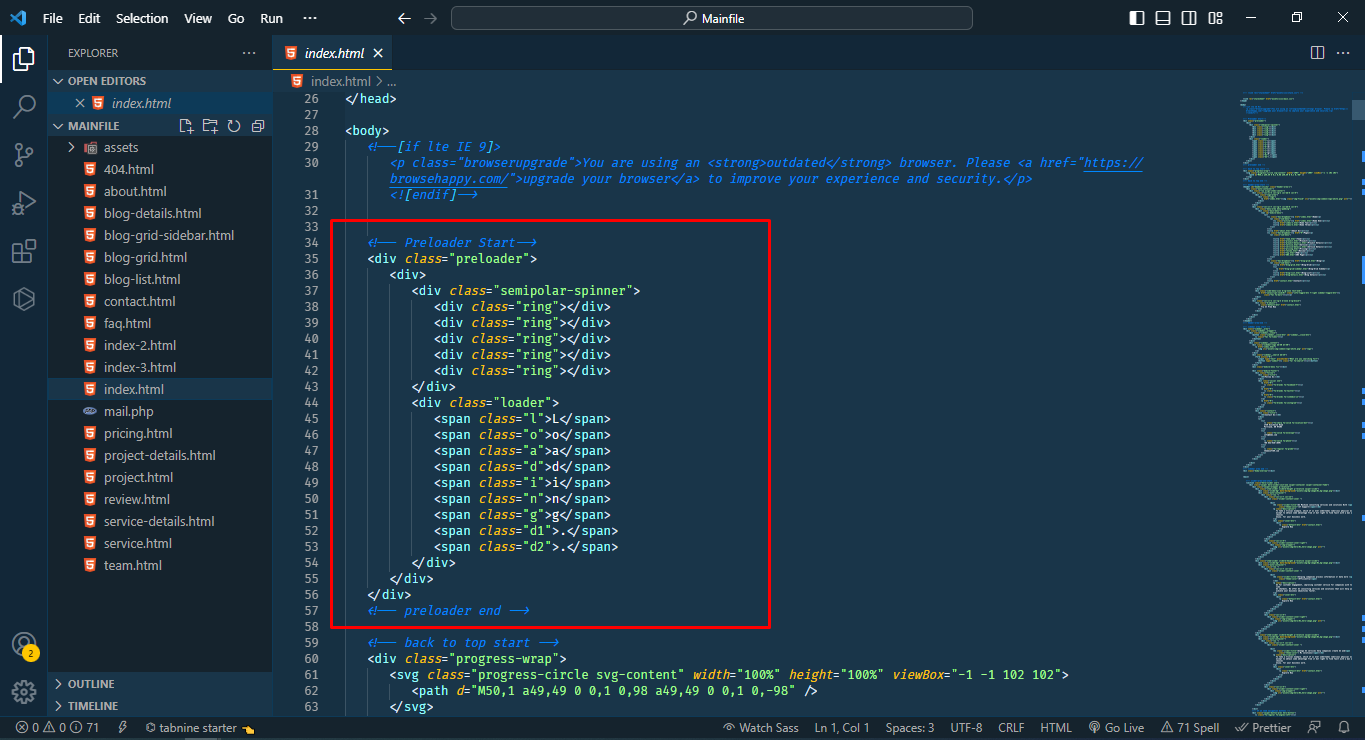 File Edit Selection View Go Run ··· Mainfile
EXPLORER ···
OPEN EDITORS
index.html
MAINFILE
assets
404.html
about.html
blog-details.html
blog-grid-sidebar.html
blog-grid.html
blog-list.html
contact.html
faq.html
index-2.html
index-3.html
index.html
mail.php
pricing.html
project-details.html
project.html
review.html
service-details.html
service.html
team.html
OUTLINE
TIMELINE
2
index.html
index.html > ...
26 </head>
27
28 <body>
29 <!--[if lte IE 9]>
30 <p class="browserupgrade">You are using an <strong>outdated</strong> browser. Please <a href="https://
browsehappy.com/">upgrade your browser</a> to improve your experience and security.</p>
31 <![endif]-->
32
33
34 <!-- Preloader Start-->
35 <div class="preloader">
36 <div>
37 <div class="semipolar-spinner">
38 <div class="ring"></div>
39 <div class="ring"></div>
40 <div class="ring"></div>
41 <div class="ring"></div>
42 <div class="ring"></div>
43 </div>
44 <div class="loader">
45 <span class="l">L</span>
46 <span class="o">o</span>
47 <span class="a">a</span>
48 <span class="d">d</span>
49 <span class="i">i</span>
50 <span class="n">n</span>
51 <span class="g">g</span>
52 <span class="d1">.</span>
53 <span class="d2">.</span>
54 </div>
55 </div>
56 </div>
57 <!-- preloader end -->
58
59 <!-- back to top start -->
60 <div class="progress-wrap">
61 <svg class="progress-circle svg-content" width="100%" height="100%" viewBox="-1 -1 102 102">
62 <path d="M50,1 a49,49 0 0,1 0,98 a49,49 0 0,1 0,-98" />
63 </svg>
0 0 71 tabnine starter Watch Sass Ln 1, Col 1 Spaces: 3 UTF-8 CRLF HTML Go Live 71 Spell Prettier